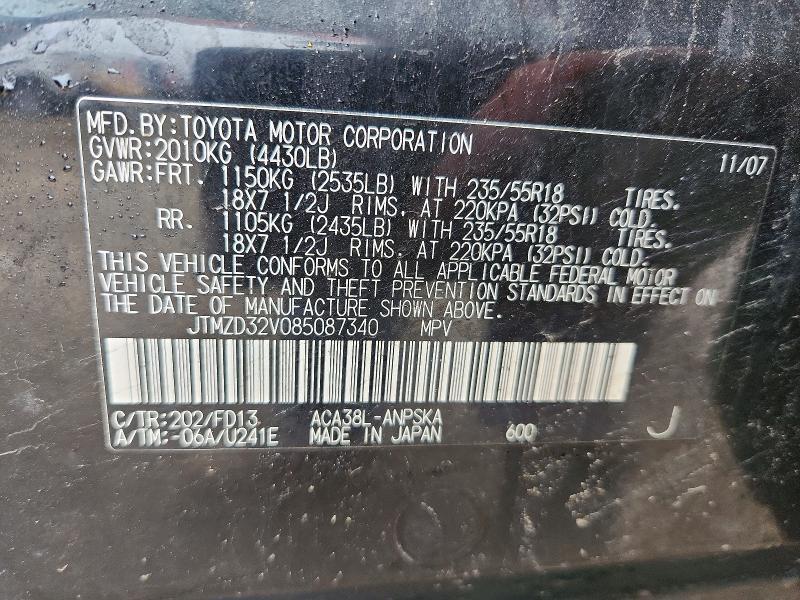 MFD. BY: TOYOTA MOTOR CORPORATION 11/07
GVWR: 2010KG (4430LB)
GAWR: FRT. 1150KG (2535LB) WITH 235/55R18 TIRES.
18X7 1/2J RIMS, AT 220KPA (32PSI) COLD.
RR. 1105KG (2435LB) WITH 235/55R18 TIRES.
18X7 1/2J RIMS, AT 220KPA (32PSI) COLD.
THIS VEHICLE CONFORMS TO ALL APPLICABLE FEDERAL MOTOR
VEHICLE SAFETY AND THEFT PREVENTION STANDARDS IN EFFECT ON
THE DATE OF MANUFACTURE SHOWN ABOVE.
JTMZD32V085087340 MPV
C/TR: 202/FD13 ACA38L-ANPSKA
A/TM: -06A/U241E MADE IN JAPAN 600 J